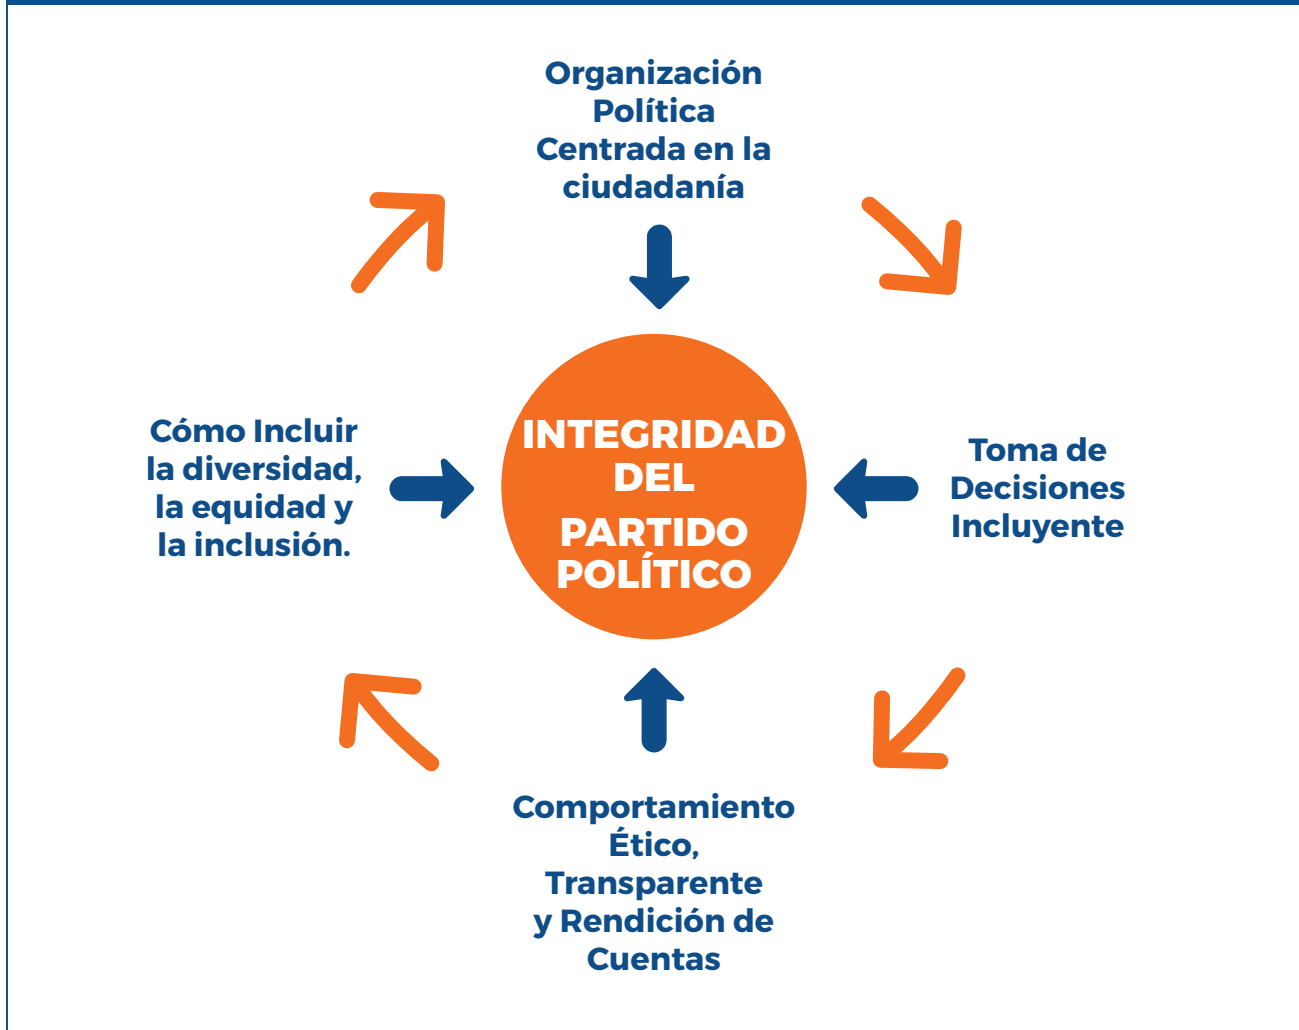 Organización
Política
Centrada en la
ciudadanía
Cómo Incluir
la diversidad,
la equidad y
la inclusión.
INTEGRIDAD
DEL
PARTIDO
POLÍTICO
Toma de
Decisiones
Incluyente
Comportamiento
Ético,
Transparente
y Rendición de
Cuentas